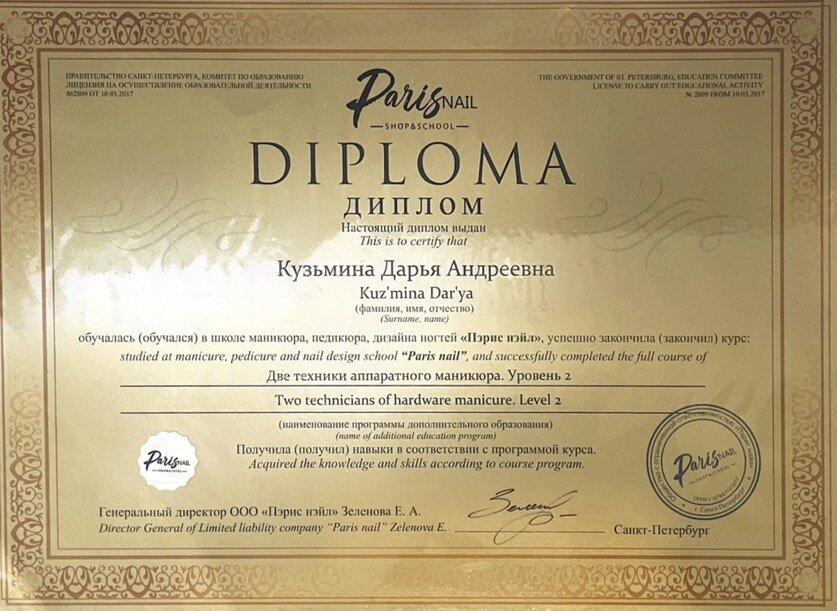 ПРАВИТЕЛЬСТВО САНКТ-ПЕТЕРБУРГА, КОМИТЕТ ПО ОБРАЗОВАНИЮ
ЛИЦЕНЗИЯ НА ОСУЩЕСТВЛЕНИЕ ОБРАЗОВАТЕЛЬНОЙ ДЕЯТЕЛЬНОСТИ
№2809 ОТ 10.03.2017
THE GOVERNMENT OF ST. PETERSBURG, EDUCATION COMMITTEE
LICENSE TO CARRY OUT EDUCATIONAL ACTIVITY
№ 2809 FROM 10.03.2017
Paris NAIL
SHOP&SCHOOL
DIPLOMA
ДИПЛОМ
Настоящий диплом выдан
This is to certify that
Кузьмина Дарья Андреевна
Kuz'mina Dar'ya
(фамилия, имя, отчество)
(Surname, name)
обучалась (обучался) в школе маникюра, педикюра, дизайна ногтей «Пэрис нэйл», успешно закончила (закончил) курс:
studied at manicure, pedicure and nail design school "Paris nail", and successfully completed the full course of
Две техники аппаратного маникюра. Уровень 2
Two technicians of hardware manicure. Level 2
(наименование программы дополнительного образования)
(name of additional education program)
Получила (получил) навыки в соответствии с программой курса.
Acquired the knowledge and skills according to course program.
Paris NAIL
SHOP&SCHOOL
Paris NAIL
SHOP&SCHOOL
г. Санкт-Петербург
Генеральный директор ООО «Пэрис нэйл» Зеленова Е. А.
Director General of Limited liability company "Paris nail" Zelenova E.
Санкт-Петербург